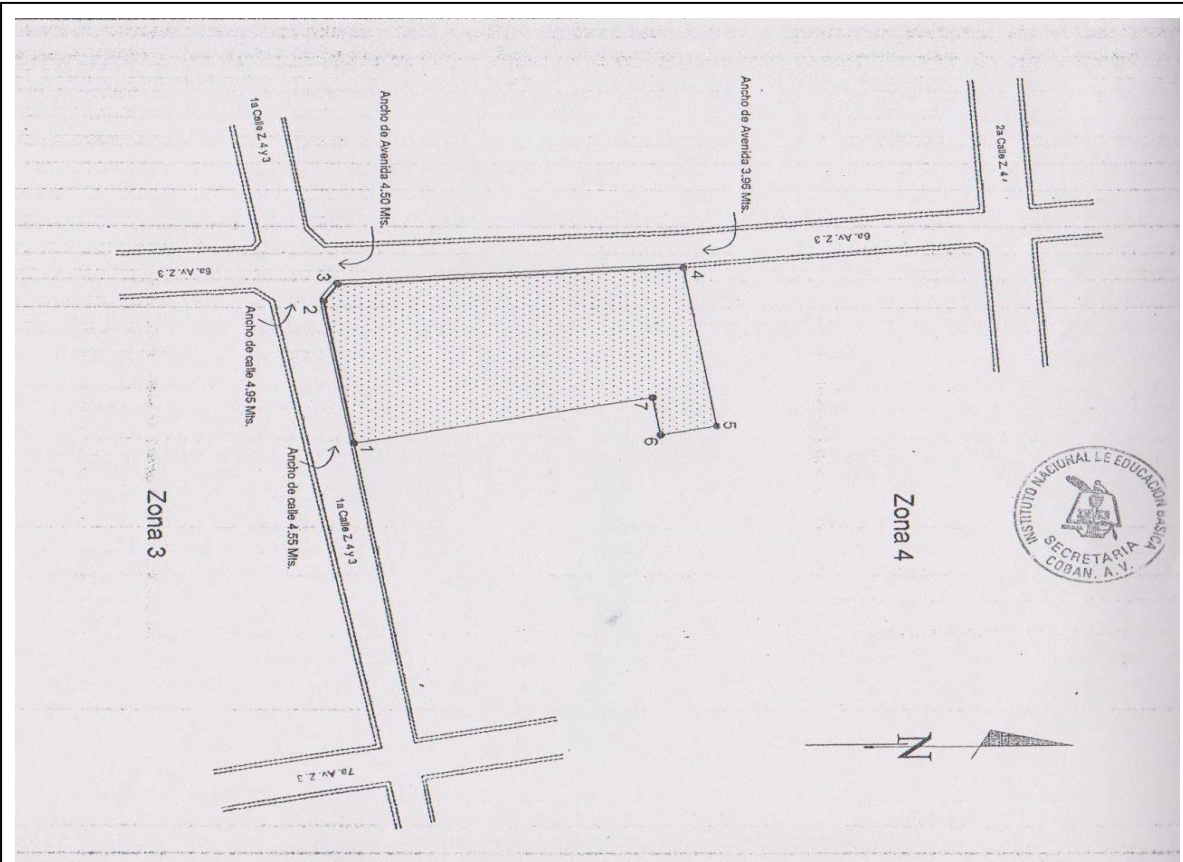 2a Calle Z. 4
Ancho de Avenida 3.96 Mts.
6a. Av. Z.3
Ancho de Avenida 4.50 Mts.
1a Calle Z. 4 y 3
6a. Av. Z.3
Ancho de calle 4.95 Mts.
Ancho de calle 4.55 Mts.
1a Calle Z. 4 y 3
7a. Av. Z.3
Zona 4
Zona 3
1
2
3
4
5
6
7
N
INSTITUTO NACIONAL DE EDUCACION BASICA
SECRETARIA
COBAN, A.V.